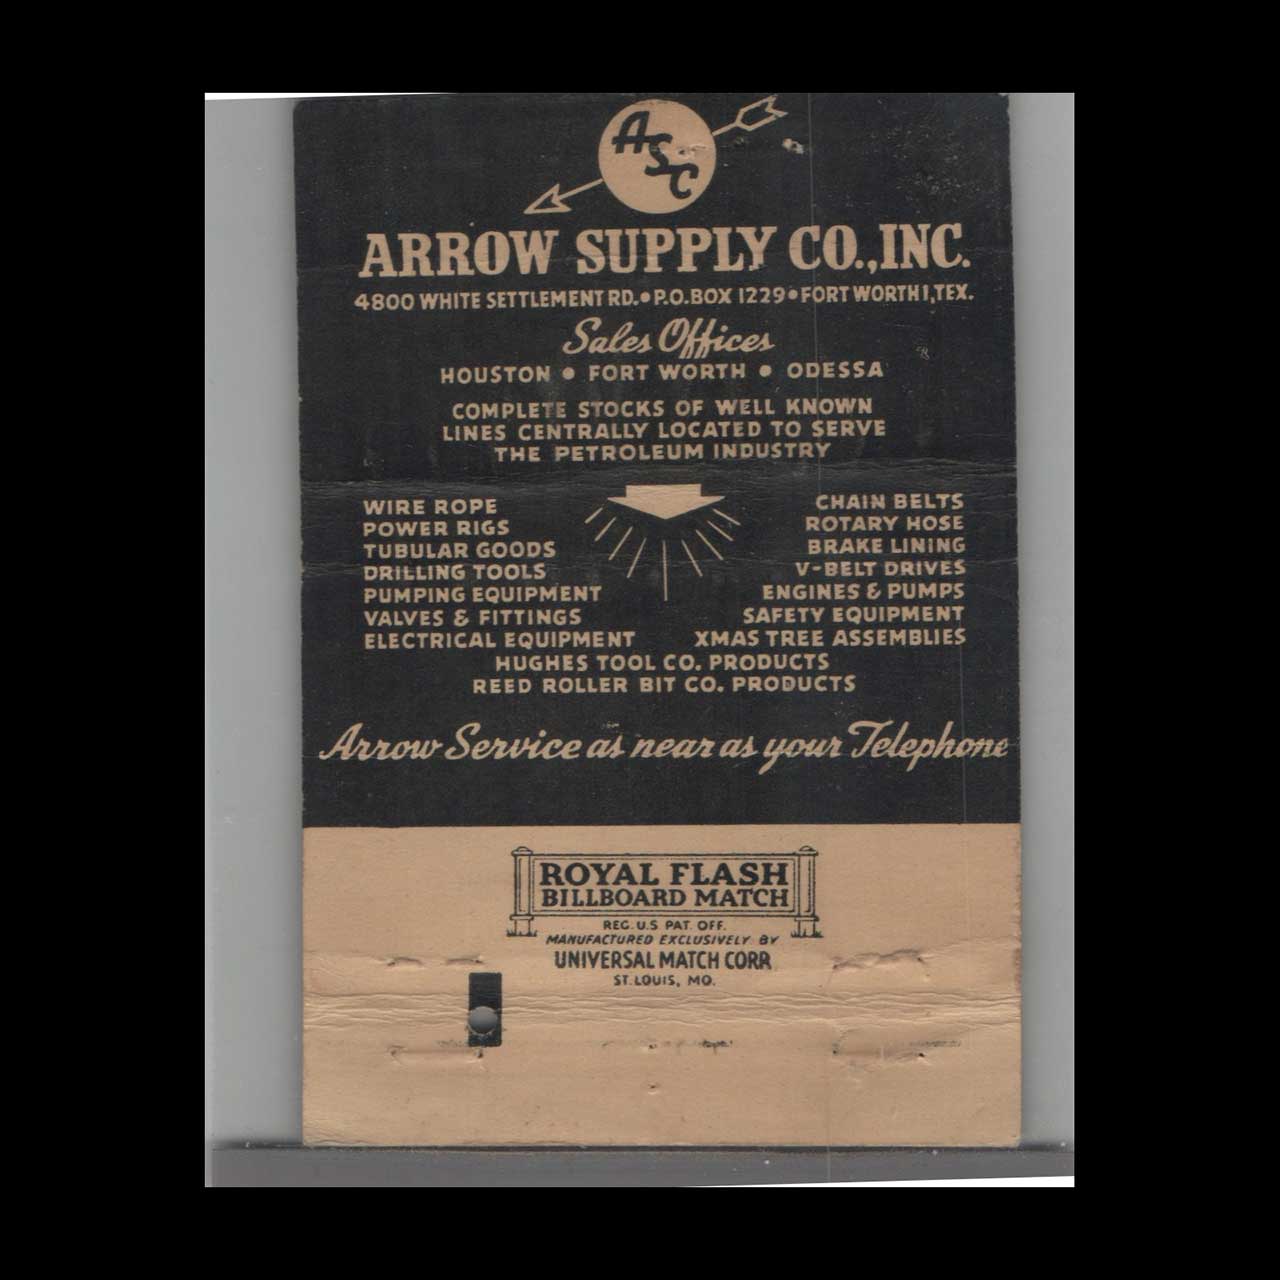 ASC
ARROW SUPPLY CO., INC.
4800 WHITE SETTLEMENT RD. • P.O. BOX 1229 • FORT WORTH 1, TEX.
Sales Offices
HOUSTON • FORT WORTH • ODESSA
COMPLETE STOCKS OF WELL KNOWN
LINES CENTRALLY LOCATED TO SERVE
THE PETROLEUM INDUSTRY
WIRE ROPE
POWER RIGS
TUBULAR GOODS
DRILLING TOOLS
PUMPING EQUIPMENT
VALVES & FITTINGS
ELECTRICAL EQUIPMENT
CHAIN BELTS
ROTARY HOSE
BRAKE LINING
V-BELT DRIVES
ENGINES & PUMPS
SAFETY EQUIPMENT
XMAS TREE ASSEMBLIES
HUGHES TOOL CO. PRODUCTS
REED ROLLER BIT CO. PRODUCTS
Arrow Service as near as your Telephone
ROYAL FLASH
BILLBOARD MATCH
REG. U.S. PAT. OFF.
MANUFACTURED EXCLUSIVELY BY
UNIVERSAL MATCH CORP.
ST. LOUIS, MO.